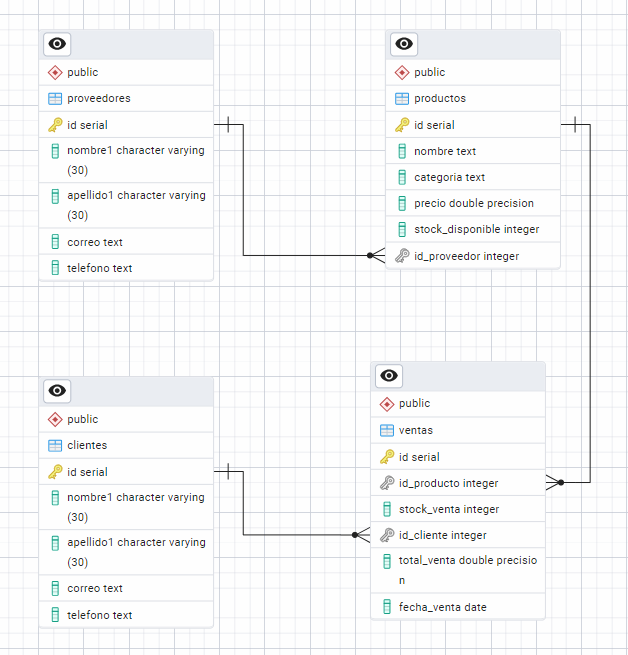 public
proveedores
id serial
nombre1 character varying
(30)
apellido1 character varying
(30)
correo text
telefono text
public
productos
id serial
nombre text
categoria text
precio double precision
stock_disponible integer
id_proveedor integer
public
clientes
id serial
nombre1 character varying
(30)
apellido1 character varying
(30)
correo text
telefono text
public
ventas
id serial
id_producto integer
stock_venta integer
id_cliente integer
total_venta double precisio
n
fecha_venta date